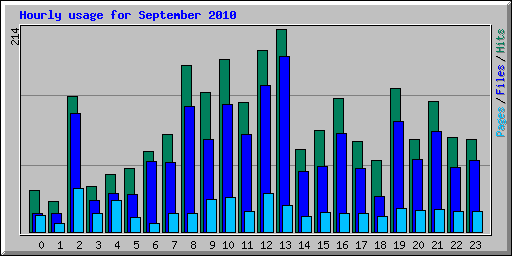 Hourly usage for September 2010
214
Pages/Files/Hits
0 1 2 3 4 5 6 7 8 9 10 11 12 13 14 15 16 17 18 19 20 21 22 23